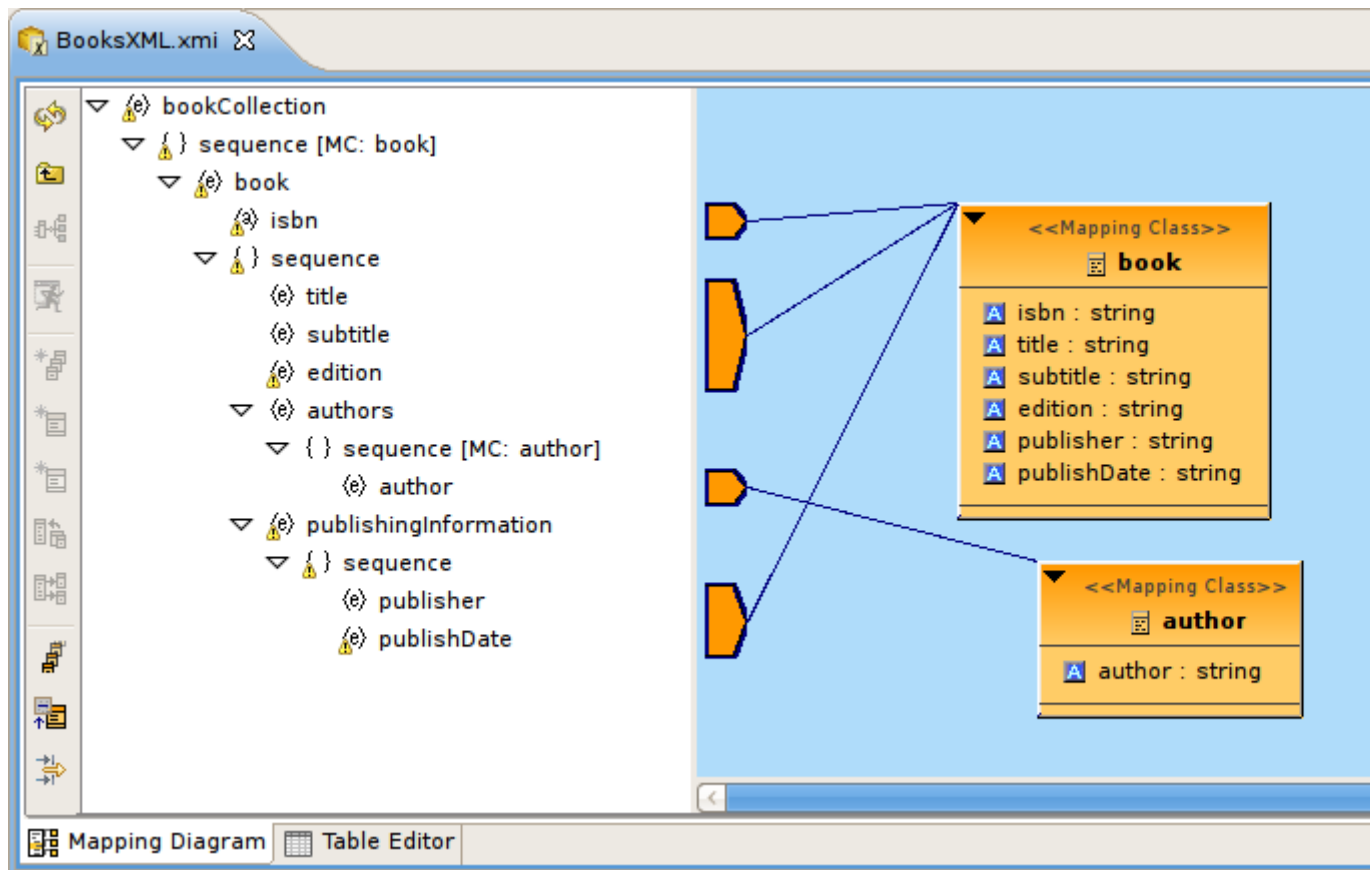 BooksXML.xmi
bookCollection
{ } sequence [MC: book]
(e) book
(a) isbn
{ } sequence
(e) title
(e) subtitle
(e) edition
(e) authors
{ } sequence [MC: author]
(e) author
(e) publishingInformation
{ } sequence
(e) publisher
(e) publishDate
<<Mapping Class>>
book
A isbn : string
A title : string
A subtitle : string
A edition : string
A publisher : string
A publishDate : string
<<Mapping Class>>
author
A author : string
Mapping Diagram
Table Editor